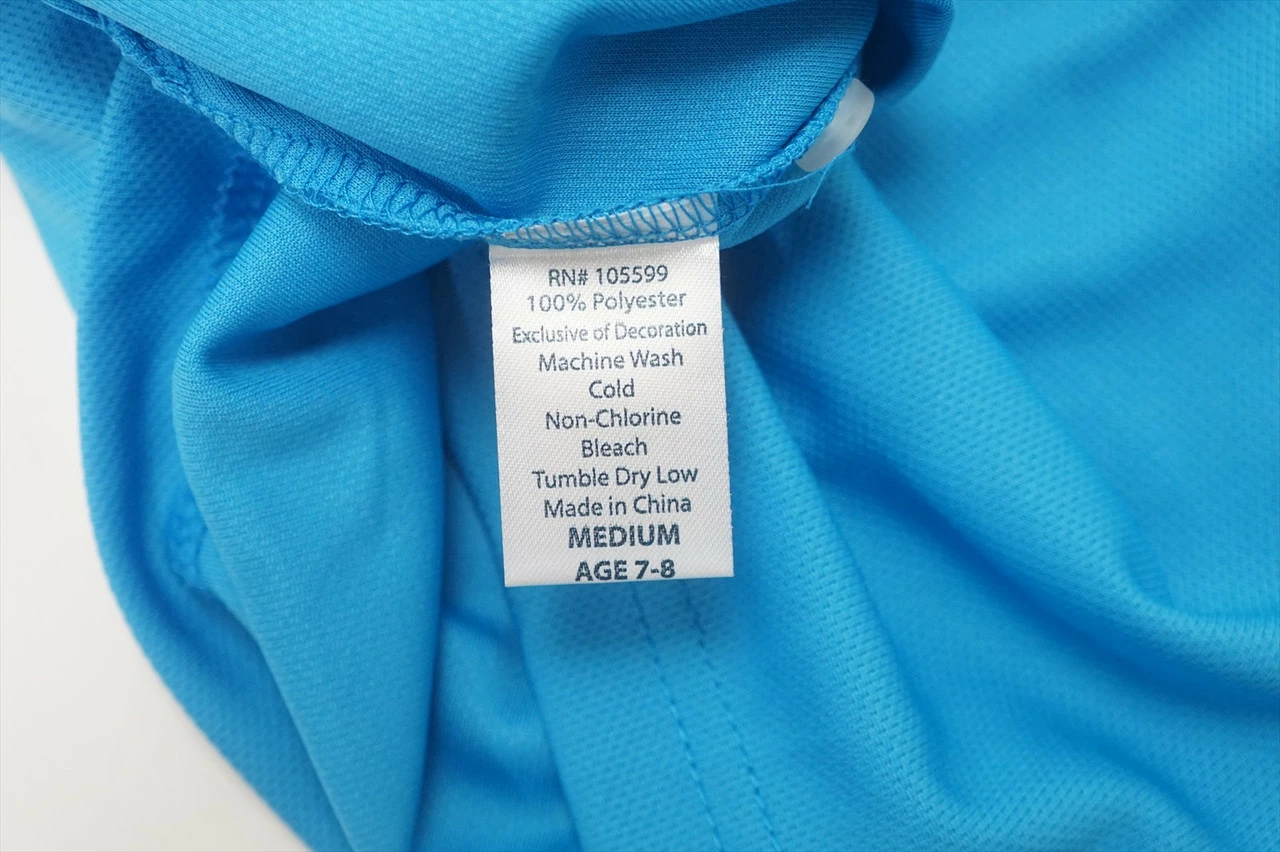 RN# 105599
100% Polyester
Exclusive of Decoration
Machine Wash
Cold
Non-Chlorine
Bleach
Tumble Dry Low
Made in China
MEDIUM
AGE 7-8